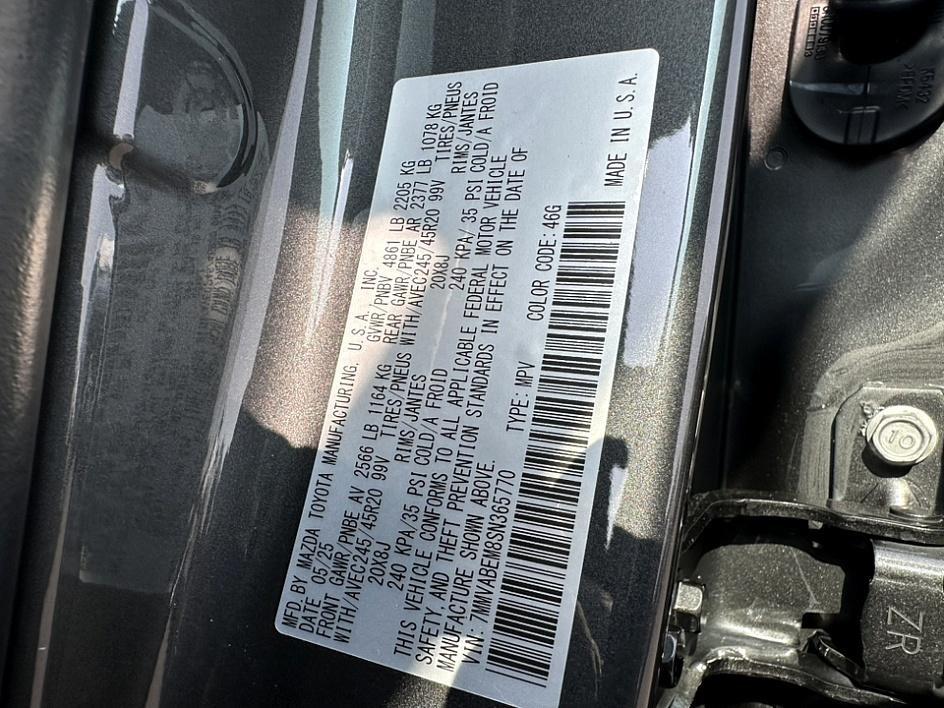 MFD. BY MAZDA TOYOTA MANUFACTURING, U.S.A. INC.
DATE 05/25 GVWR/PNBV 4861 LB 2205 KG
FRONT GAWR/PNBE AV 2566 LB 1164 KG REAR GAWR/PNBE AR 2377 LB 1078 KG
WITH/AVEC245/45R20 99V TIRES/PNEUS WITH/AVEC245/45R20 99V TIRES/PNEUS
20X8J RIMS/JANTES 20X8J RIMS/JANTES
240 KPA/35 PSI COLD/A FROID 240 KPA/ 35 PSI COLD/A FROID
THIS VEHICLE CONFORMS TO ALL APPLICABLE FEDERAL MOTOR VEHICLE
SAFETY, AND THEFT PREVENTION STANDARDS IN EFFECT ON THE DATE OF
MANUFACTURE SHOWN ABOVE.
VIN: 7MMVABEM8SN365770 TYPE: MPV COLOR CODE: 46G
MADE IN U.S.A.
10
ZR